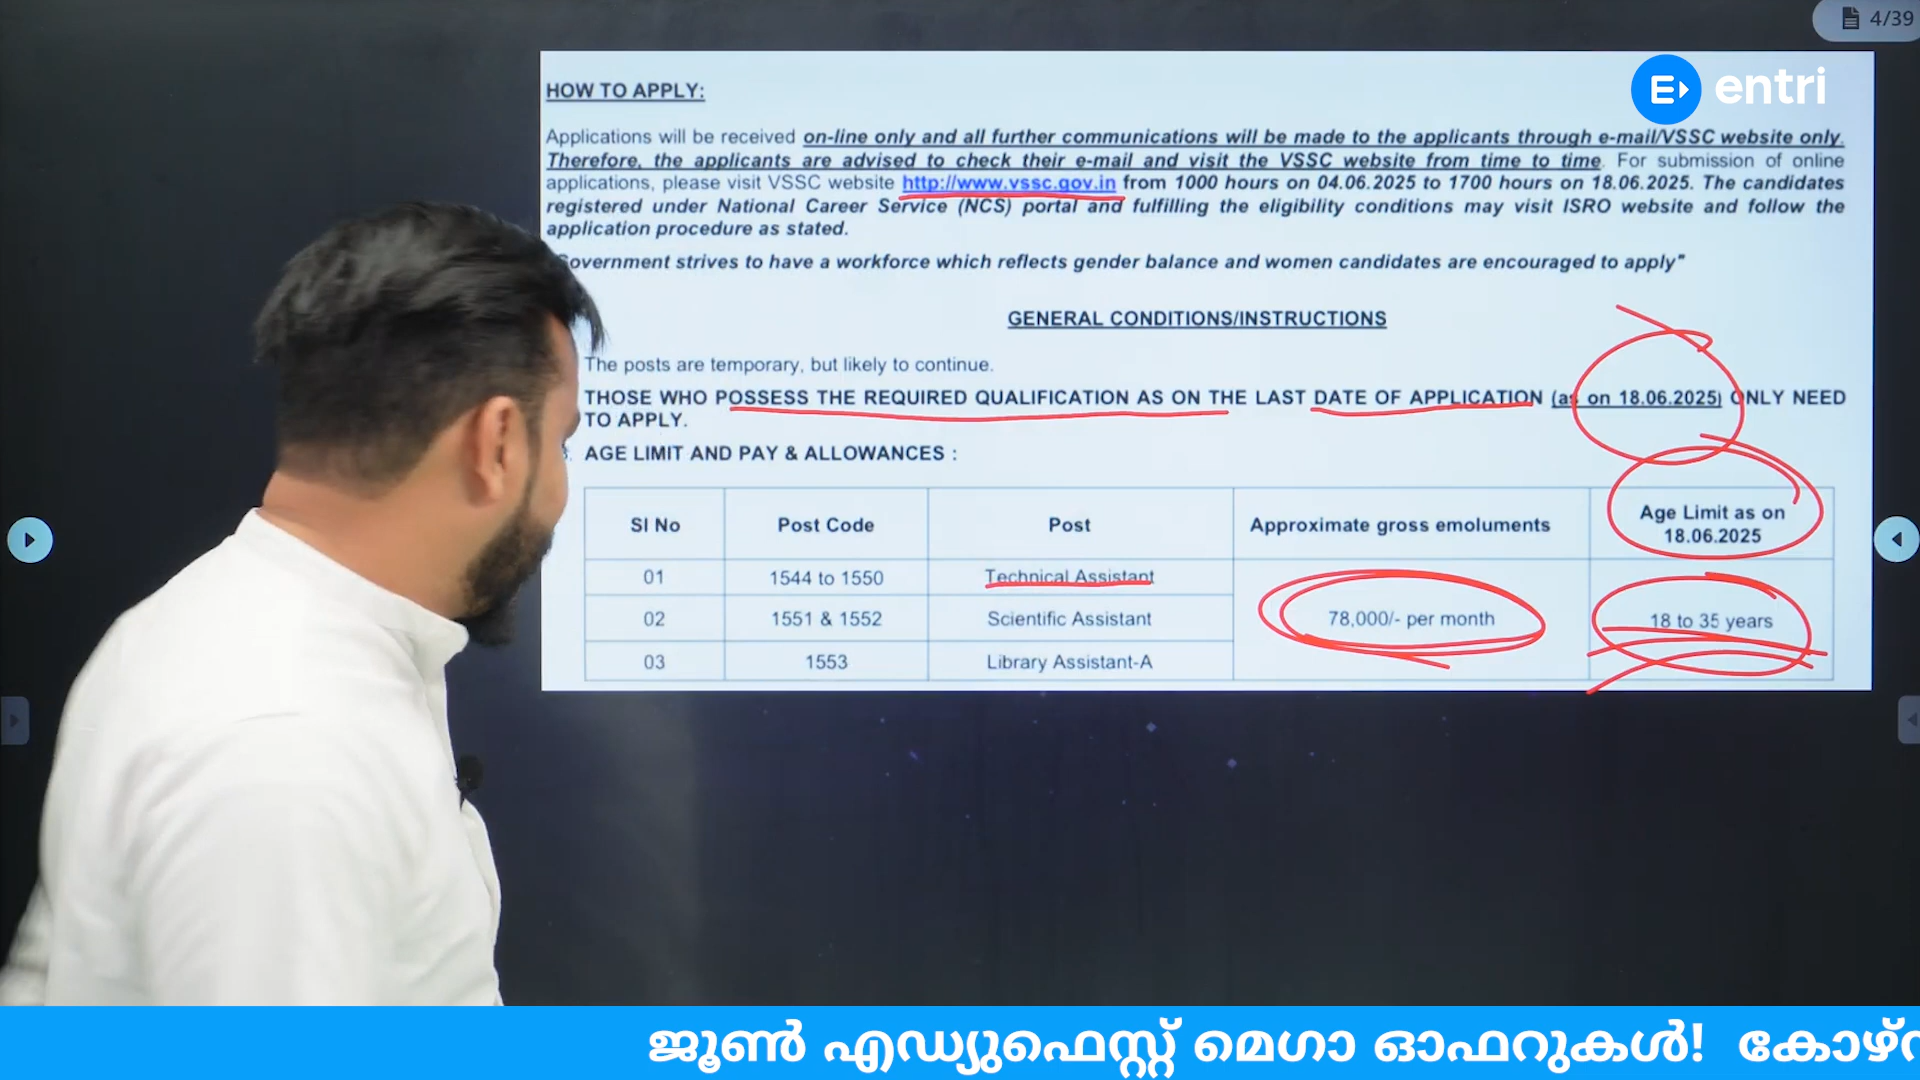 4/39
entri
HOW TO APPLY:
Applications will be received on-line only and all further communications will be made to the applicants through e-mail/VSSC website only.
Therefore, the applicants are advised to check their e-mail and visit the VSSC website from time to time. For submission of online
applications, please visit VSSC website http://www.vssc.gov.in from 1000 hours on 04.06.2025 to 1700 hours on 18.06.2025. The candidates
registered under National Career Service (NCS) portal and fulfilling the eligibility conditions may visit ISRO website and follow the
application procedure as stated.
Government strives to have a workforce which reflects gender balance and women candidates are encouraged to apply"
GENERAL CONDITIONS/INSTRUCTIONS
The posts are temporary, but likely to continue.
THOSE WHO POSSESS THE REQUIRED QUALIFICATION AS ON THE LAST DATE OF APPLICATION (as on 18.06.2025) ONLY NEED
TO APPLY.
AGE LIMIT AND PAY & ALLOWANCES :
Sl No Post Code Post Approximate gross emoluments Age Limit as on 18.06.2025
01 1544 to 1550 Technical Assistant
02 1551 & 1552 Scientific Assistant 78,000/- per month 18 to 35 years
03 1553 Library Assistant-A
ജൂൺ എഡ്യുഫെസ്റ്റ് മെഗാ ഓഫറുകൾ!